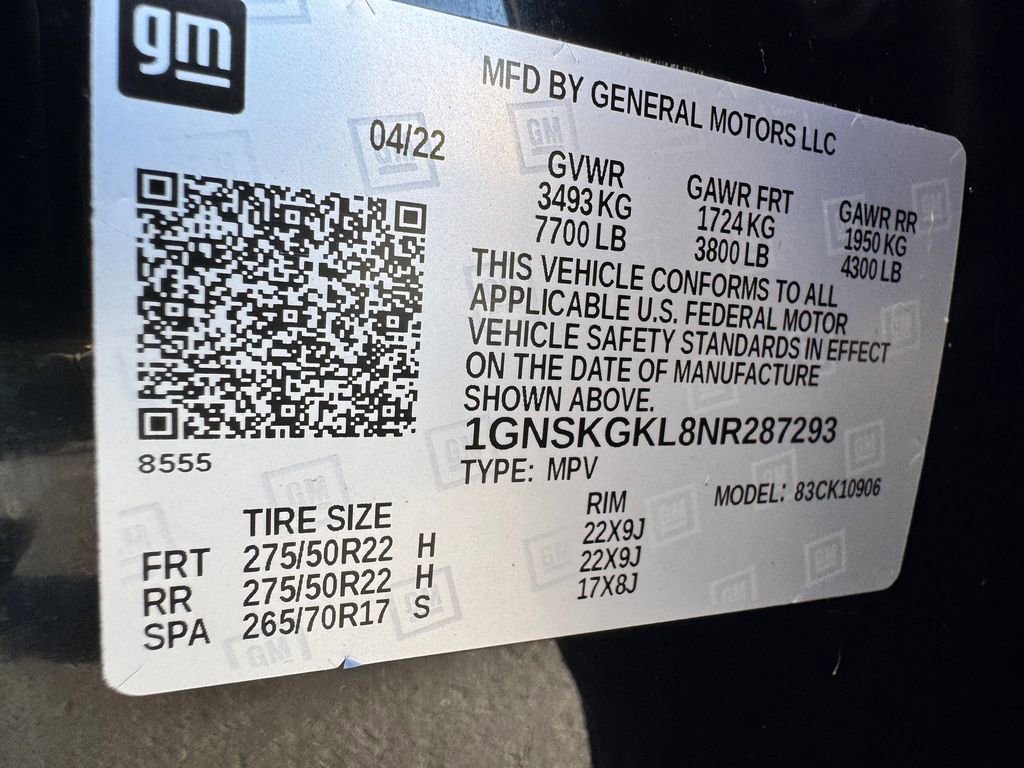 gm
MFD BY GENERAL MOTORS LLC
04/22
GVWR GAWR FRT GAWR RR
3493 KG 1724 KG 1950 KG
7700 LB 3800 LB 4300 LB
THIS VEHICLE CONFORMS TO ALL
APPLICABLE U.S. FEDERAL MOTOR
VEHICLE SAFETY STANDARDS IN EFFECT
ON THE DATE OF MANUFACTURE
SHOWN ABOVE.
1GNSKGKL8NR287293
8555
TYPE: MPV MODEL: 83CK10906
TIRE SIZE RIM
FRT 275/50R22 H 22X9J
RR 275/50R22 H 22X9J
SPA 265/70R17 S 17X8J